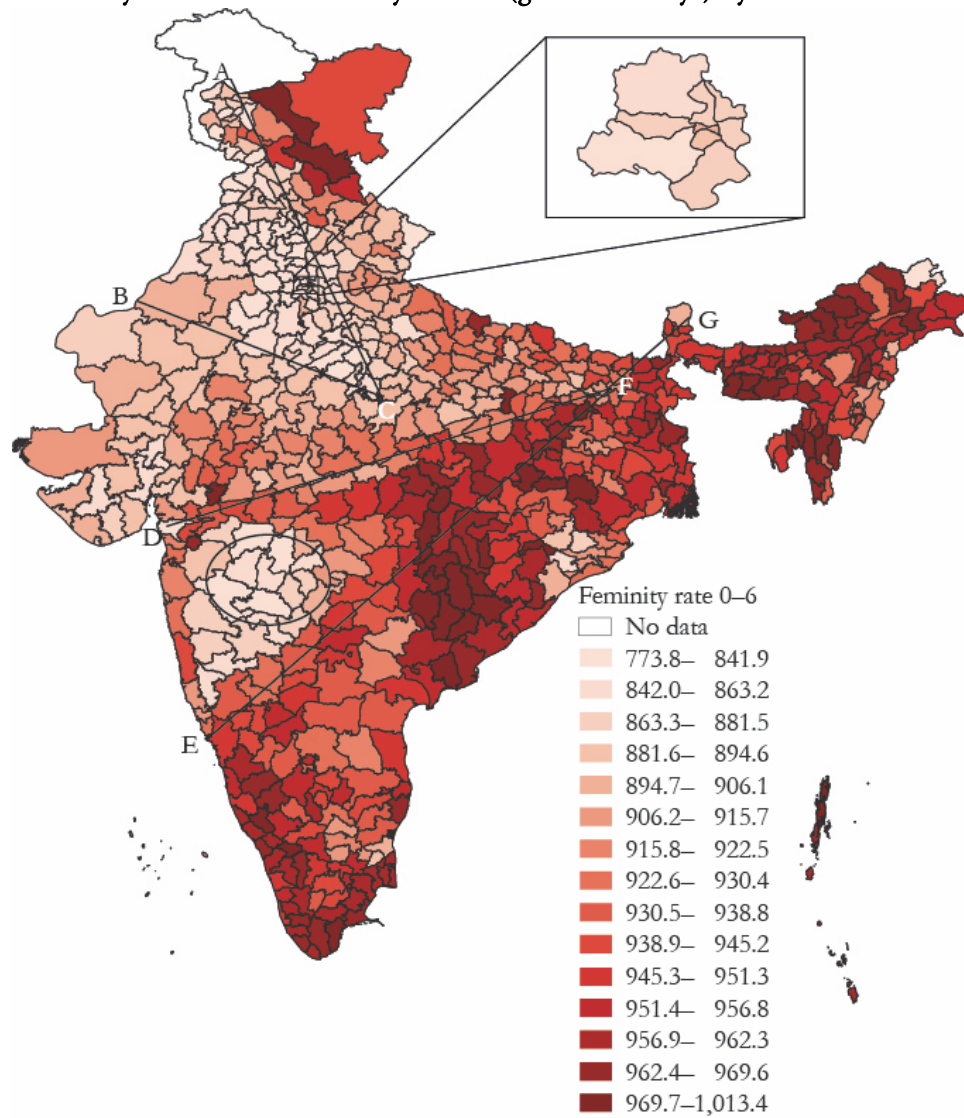 A
B
G
F
C
D
E
Feminity rate 0–6
No data
773.8– 841.9
842.0– 863.2
863.3– 881.5
881.6– 894.6
894.7– 906.1
906.2– 915.7
915.8– 922.5
922.6– 930.4
930.5– 938.8
938.9– 945.2
945.3– 951.3
951.4– 956.8
956.9– 962.3
962.4– 969.6
969.7–1,013.4